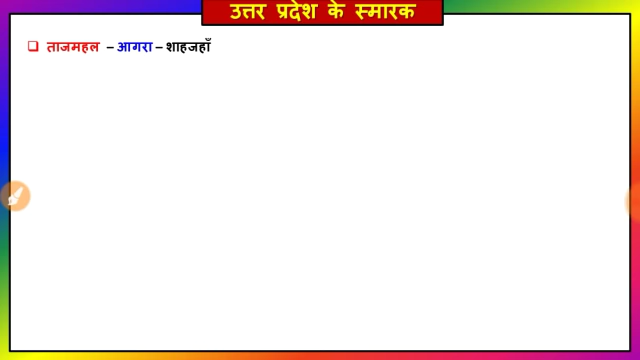 उत्तर प्रदेश के स्मारक
❑ ताजमहल – आगरा – शाहजहाँ